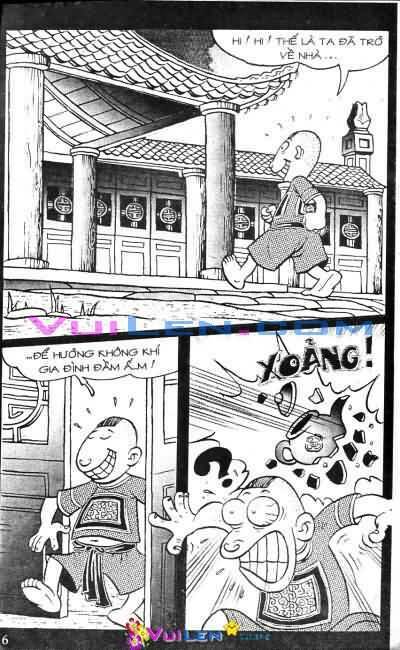 HI! HI! THẾ LÀ TA ĐÃ TRỞ
VỀ NHÀ...
VUILEN.COM
...ĐỂ HƯỞNG KHÔNG KHÍ
GIA ĐÌNH ĐẦM ẤM!
XOẢNG!
?
6
VUILEN.COM